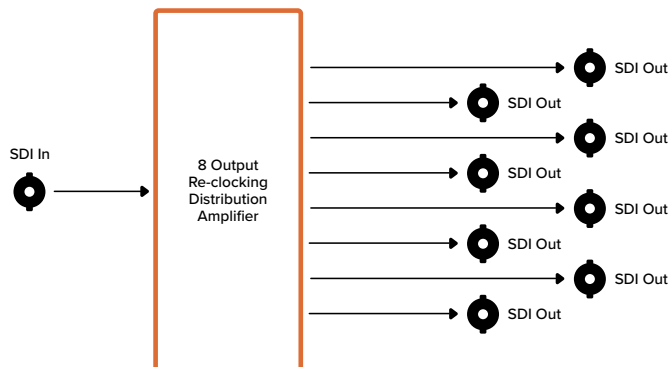 SDI In
8 Output
Re-clocking
Distribution
Amplifier
SDI Out
SDI Out
SDI Out
SDI Out
SDI Out
SDI Out
SDI Out
SDI Out